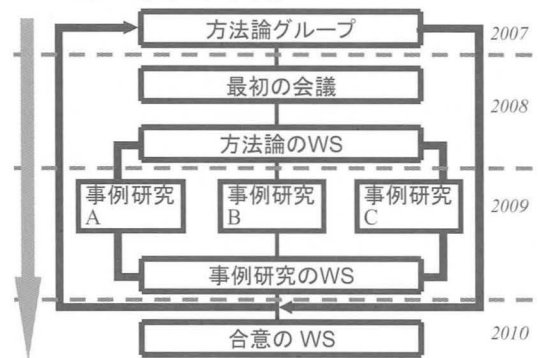 方法論グループ
2007
最初の会議
2008
方法論のWS
事例研究
A
事例研究
B
事例研究
C
2009
事例研究のWS
合意の WS
2010